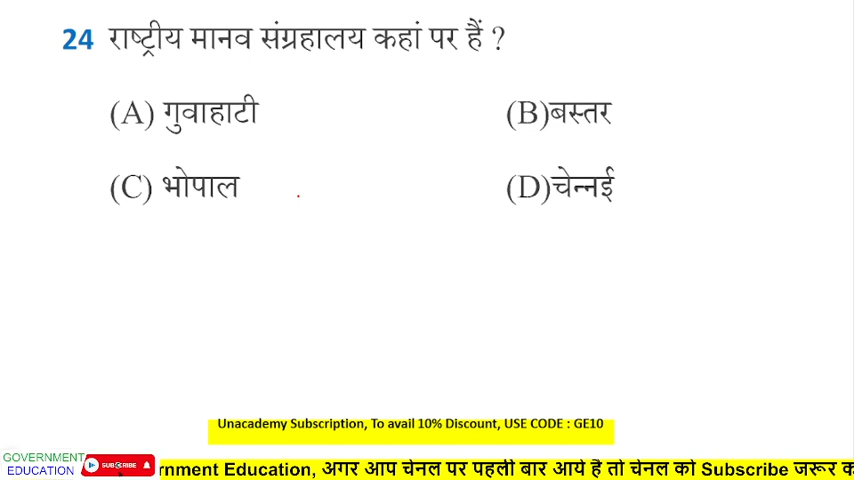 24 राष्ट्रीय मानव संग्रहालय कहां पर हैं ?
(A) गुवाहाटी (B)बस्तर
(C) भोपाल (D)चेन्नई
Unacademy Subscription, To avail 10% Discount, USE CODE : GE10
GOVERNMENT
EDUCATION
SUBSCRIBE
rnment Education, अगर आप चेनल पर पहली बार आये है तो चेनल को Subscribe जरूर क